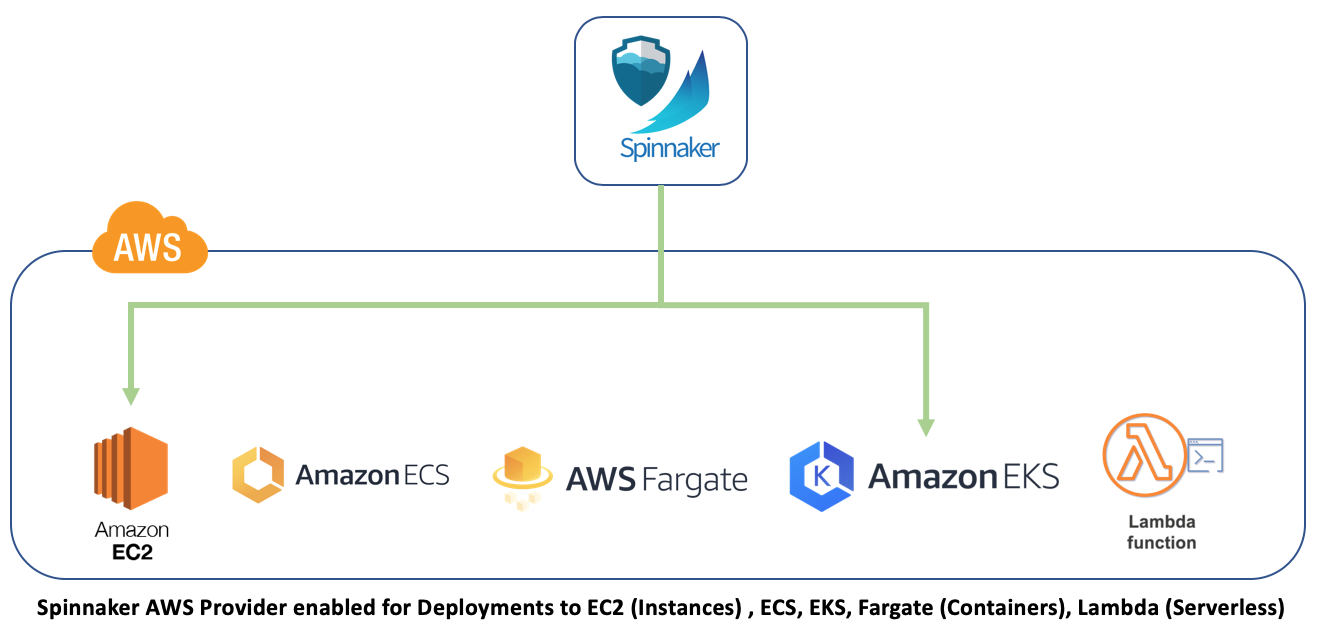 Spinnaker
AWS
Amazon
EC2
Amazon ECS
AWS Fargate
K
Amazon EKS
Lambda
function
Spinnaker AWS Provider enabled for Deployments to EC2 (Instances) , ECS, EKS, Fargate (Containers), Lambda (Serverless)